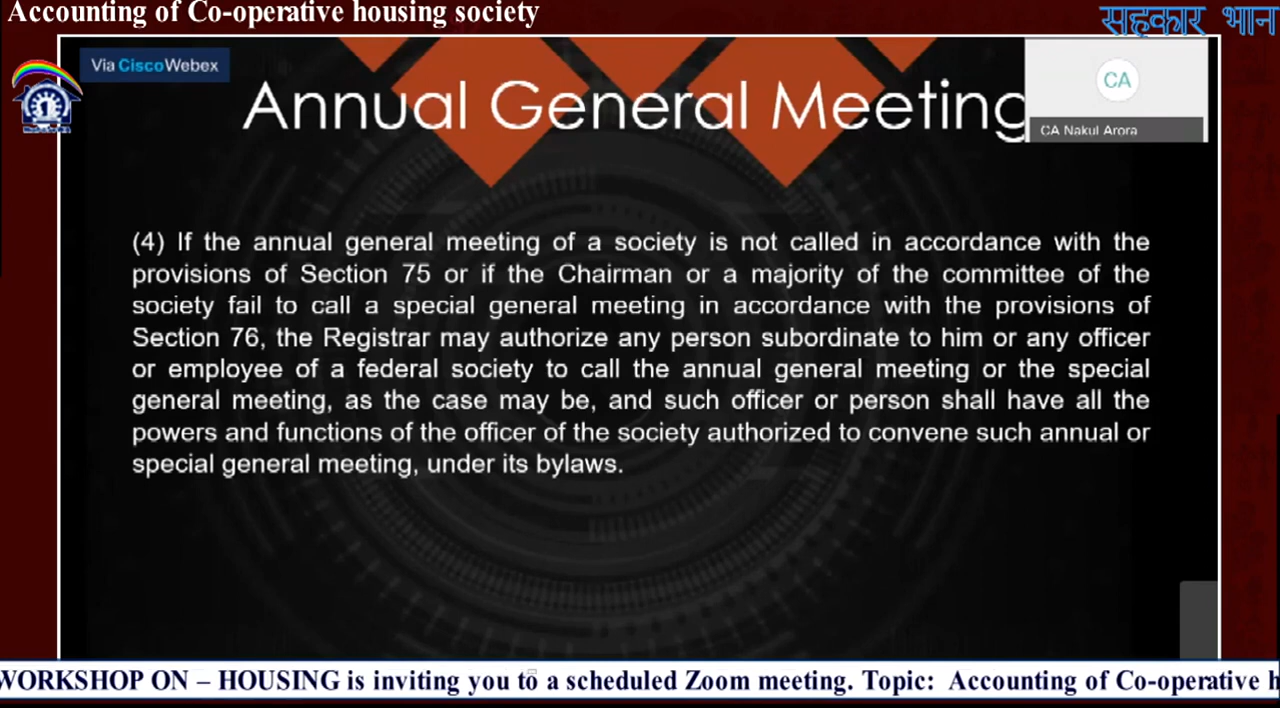 Accounting of Co-operative housing society
सहकार भान
Via CiscoWebex
Annual General Meeting
CA
CA Nakul Arora
(4) If the annual general meeting of a society is not called in accordance with the
provisions of Section 75 or if the Chairman or a majority of the committee of the
society fail to call a special general meeting in accordance with the provisions of
Section 76, the Registrar may authorize any person subordinate to him or any officer
or employee of a federal society to call the annual general meeting or the special
general meeting, as the case may be, and such officer or person shall have all the
powers and functions of the officer of the society authorized to convene such annual or
special general meeting, under its bylaws.
WORKSHOP ON – HOUSING is inviting you to a scheduled Zoom meeting. Topic: Accounting of Co-operative h